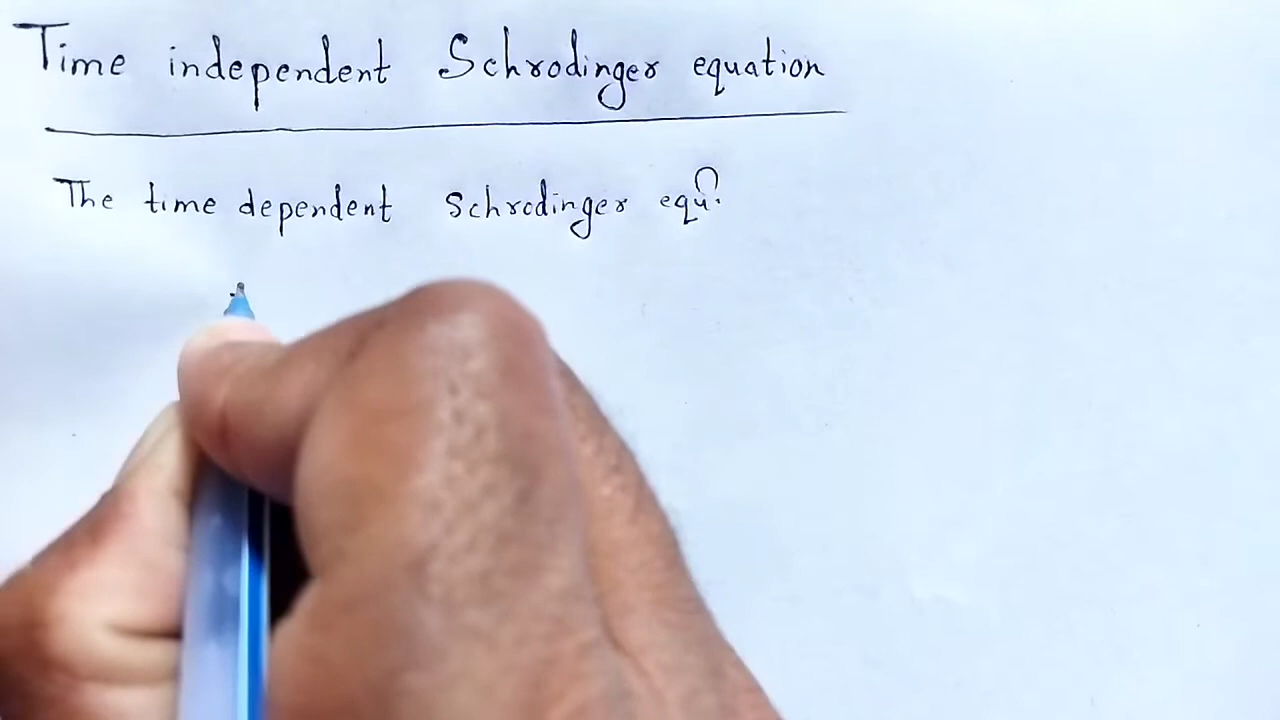 Time independent Schrodinger equation
The time dependent Schrodinger equn.